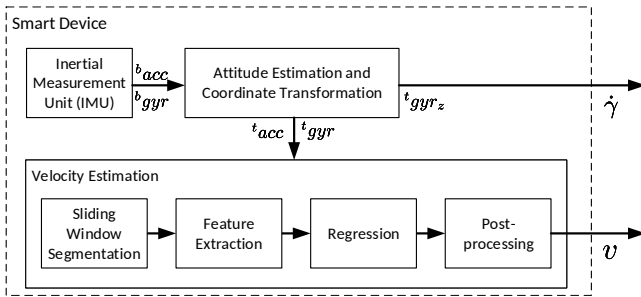 Smart Device
Inertial
Measurement
Unit (IMU)
ᵇacc
ᵇgyr
Attitude Estimation and
Coordinate Transformation
ᵗgyr_z
γ̇
ᵗacc ᵗgyr
Velocity Estimation
Sliding
Window
Segmentation
Feature
Extraction
Regression
Post-
processing
v